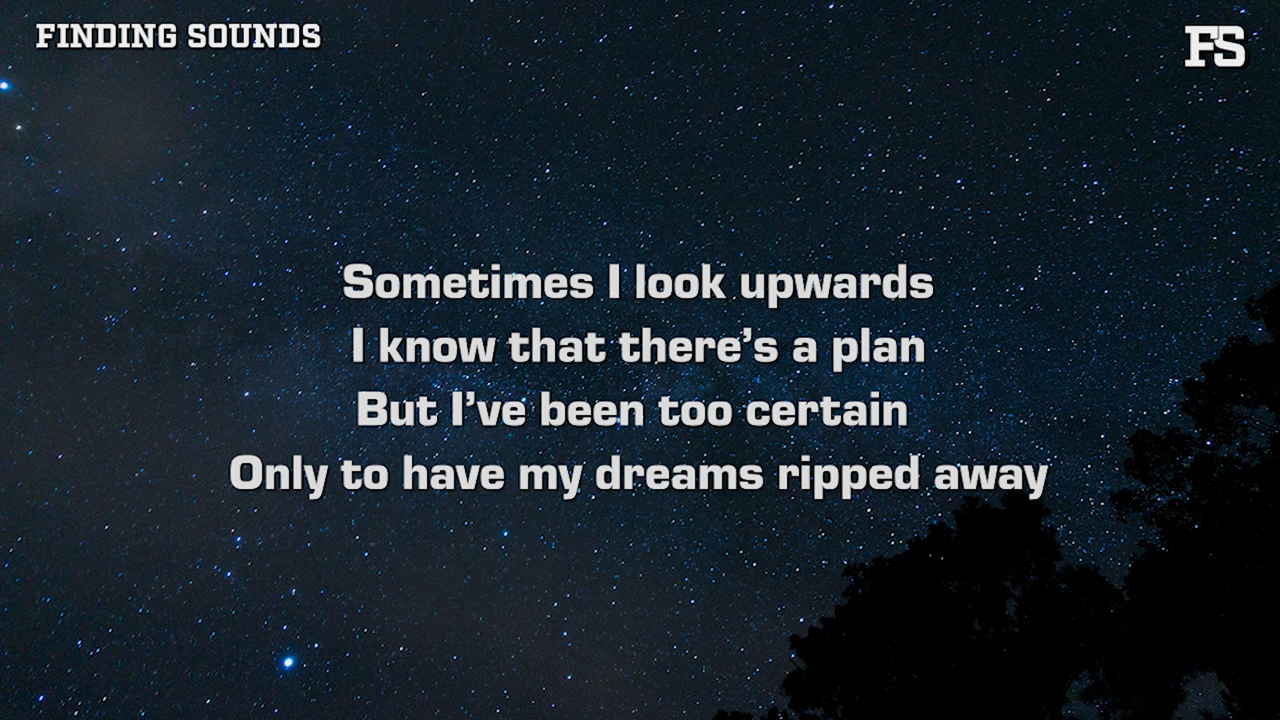 FINDING SOUNDS
FS
Sometimes I look upwards
I know that there’s a plan
But I’ve been too certain
Only to have my dreams ripped away